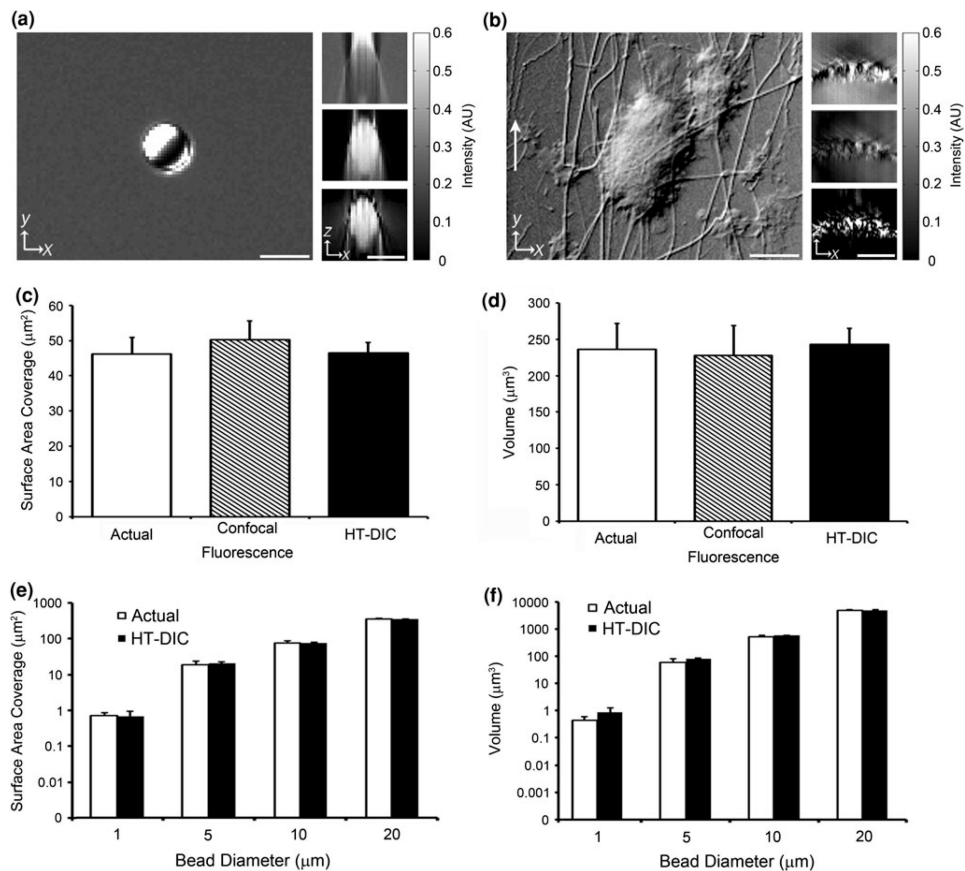 (a)
y
x
z
x
0.6
0.5
0.4
0.3
0.2
0.1
0
Intensity (AU)
(b)
y
x
z
x
0.6
0.5
0.4
0.3
0.2
0.1
0
Intensity (AU)
(c)
Surface Area Coverage (μm²)
60
50
40
30
20
10
0
Actual
Confocal
Fluorescence
HT-DIC
(d)
Volume (μm³)
300
250
200
150
100
50
0
Actual
Confocal
Fluorescence
HT-DIC
(e)
Surface Area Coverage (μm²)
1000
100
10
1
0.1
0.01
0
Actual
HT-DIC
1 5 10 20
Bead Diameter (μm)
(f)
Volume (μm³)
10000
1000
100
10
1
0.1
0.01
0.001
0
Actual
HT-DIC
1 5 10 20
Bead Diameter (μm)